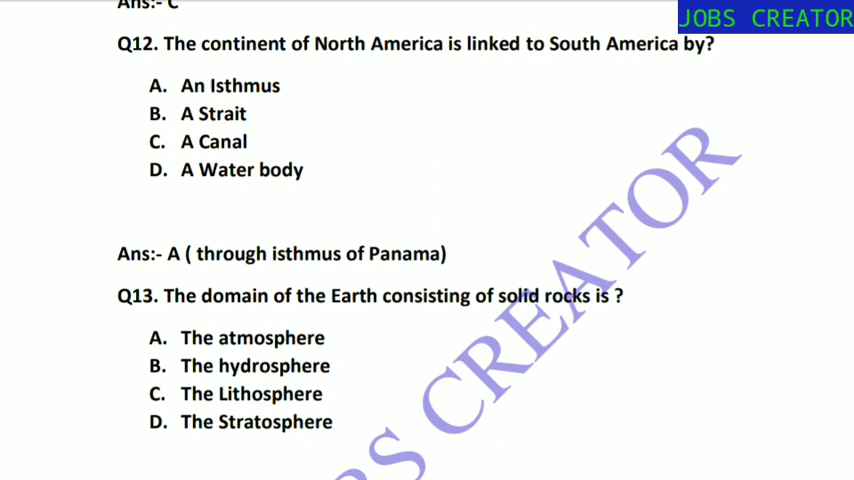 Ans:- C
JOBS CREATOR
Q12. The continent of North America is linked to South America by?
A. An Isthmus
B. A Strait
C. A Canal
D. A Water body
Ans:- A ( through isthmus of Panama)
Q13. The domain of the Earth consisting of solid rocks is ?
A. The atmosphere
B. The hydrosphere
C. The Lithosphere
D. The Stratosphere
BS CREATOR